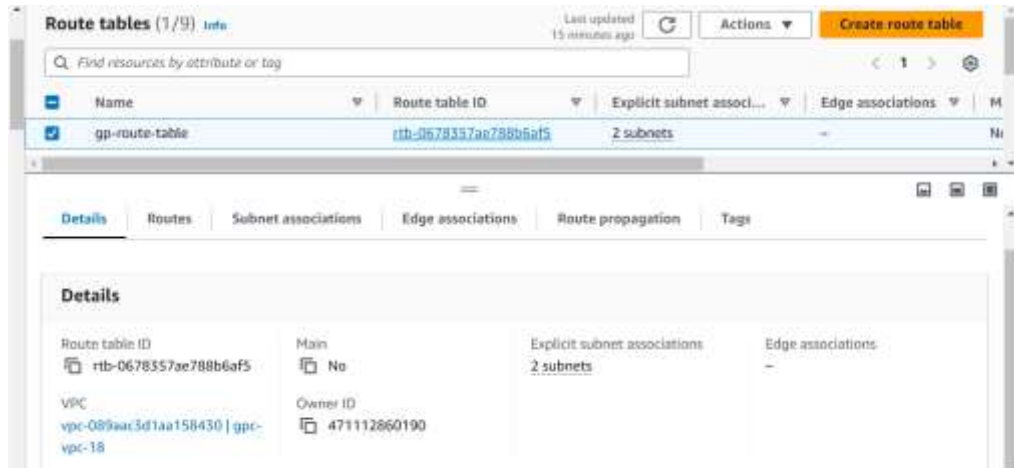 Route tables (1/9) Info
Last updated
15 minutes ago
Actions
Create route table
Find resources by attribute or tag
1
Name
Route table ID
Explicit subnet associ...
Edge associations
M
gp-route-table
rtb-0678357ae788b6af5
2 subnets
–
No
Details
Routes
Subnet associations
Edge associations
Route propagation
Tags
Details
Route table ID
Main
Explicit subnet associations
Edge associations
rtb-0678357ae788b6af5
No
2 subnets
–
VPC
Owner ID
vpc-089aac3d1aa158430 | gpc-
471112860190
vpc-18